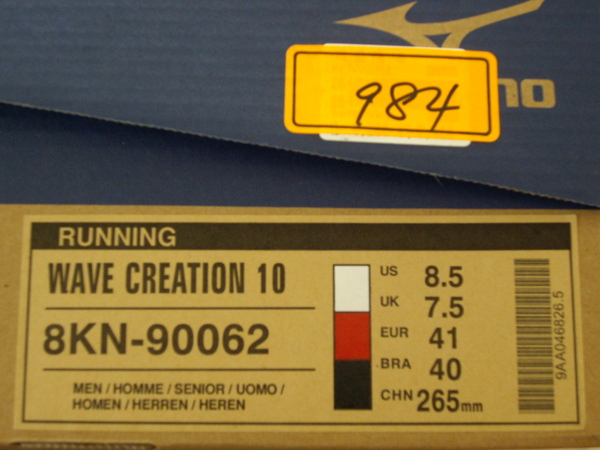 984
no
RUNNING
WAVE CREATION 10
8KN-90062
MEN / HOMME / SENIOR / UOMO /
HOMEN / HERREN / HEREN
US 8.5
UK 7.5
EUR 41
BRA 40
CHN 265mm
9AA046826.5